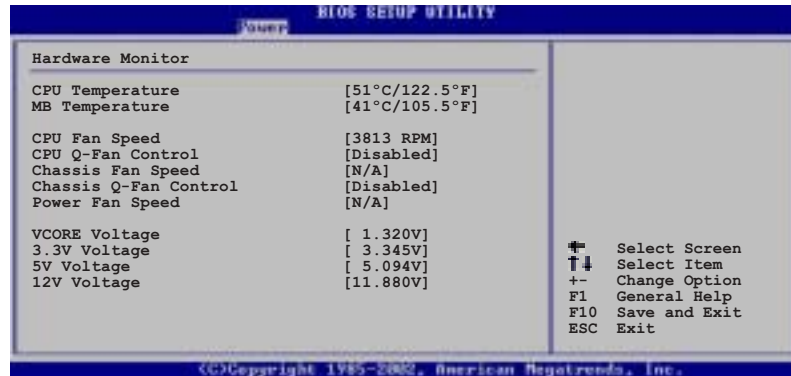 BIOS SETUP UTILITY
Power
Hardware Monitor
CPU Temperature [51°C/122.5°F]
MB Temperature [41°C/105.5°F]
CPU Fan Speed [3813 RPM]
CPU Q-Fan Control [Disabled]
Chassis Fan Speed [N/A]
Chassis Q-Fan Control [Disabled]
Power Fan Speed [N/A]
VCORE Voltage [ 1.320V]
3.3V Voltage [ 3.345V]
5V Voltage [ 5.094V]
12V Voltage [11.880V]
Select Screen
↑↓ Select Item
+- Change Option
F1 General Help
F10 Save and Exit
ESC Exit
(C)Copyright 1985-2002, American Megatrends, Inc.